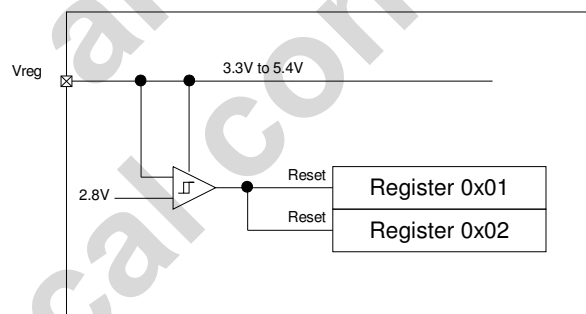 Vreg
3.3V to 5.4V
2.8V
Reset
Register 0x01
Reset
Register 0x02